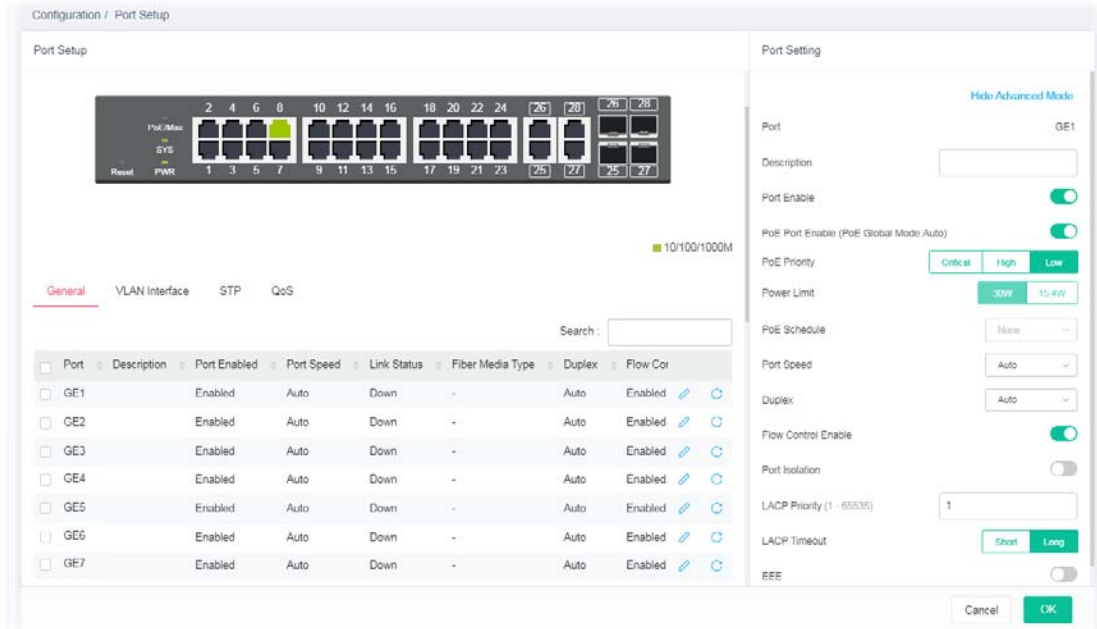 Configuration / Port Setup
Port Setup
2 4 6 8 10 12 14 16 18 20 22 24 26 28 26 28
PoE/Max
SYS
Reset PWR
1 3 5 7 9 11 13 15 17 19 21 23 25 27 25 27
10/100/1000M
General VLAN Interface STP QoS
Search :
Port Description Port Enabled Port Speed Link Status Fiber Media Type Duplex Flow Cor
GE1 Enabled Auto Down - Auto Enabled
GE2 Enabled Auto Down - Auto Enabled
GE3 Enabled Auto Down - Auto Enabled
GE4 Enabled Auto Down - Auto Enabled
GE5 Enabled Auto Down - Auto Enabled
GE6 Enabled Auto Down - Auto Enabled
GE7 Enabled Auto Down - Auto Enabled
Port Setting
Hide Advanced Mode
Port GE1
Description
Port Enable
PoE Port Enable (PoE Global Mode:Auto)
PoE Priority Critical High Low
Power Limit 30W 15.4W
PoE Schedule None
Port Speed Auto
Duplex Auto
Flow Control Enable
Port Isolation
LACP Priority (1 - 65535) 1
LACP Timeout Short Long
EEE
Cancel OK